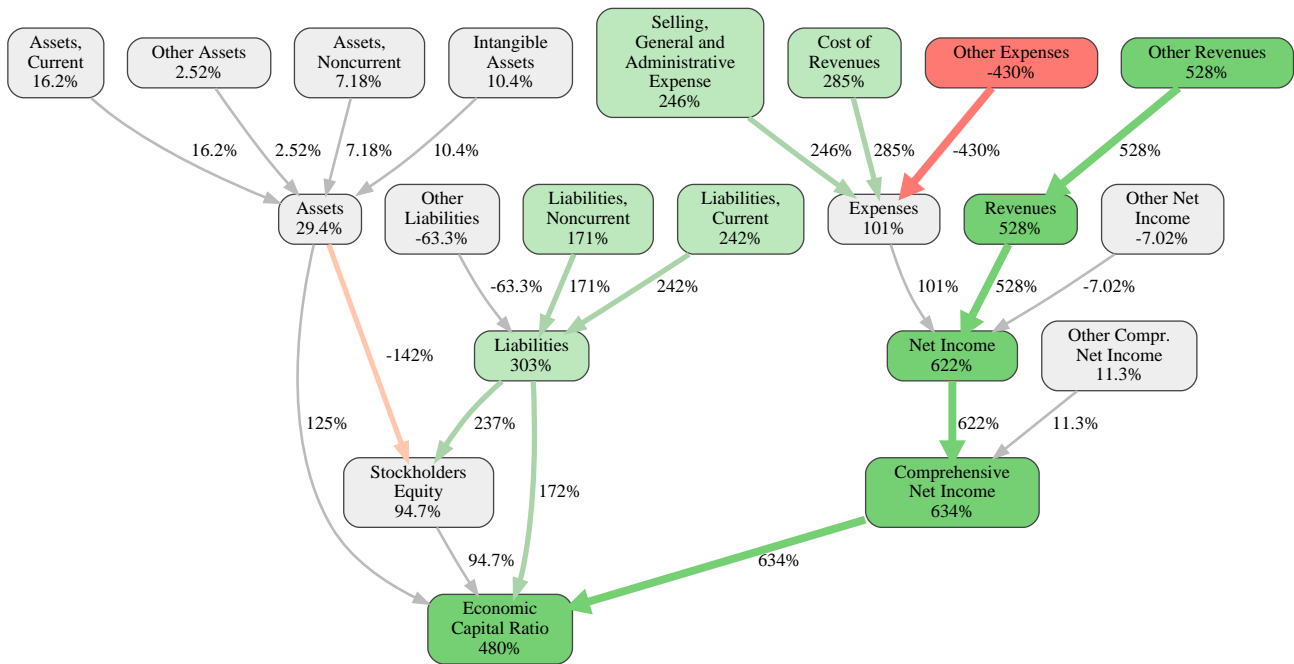 Assets,
Current
16.2%
Other Assets
2.52%
Assets,
Noncurrent
7.18%
Intangible
Assets
10.4%
Selling,
General and
Administrative
Expense
246%
Cost of
Revenues
285%
Other Expenses
-430%
Other Revenues
528%
16.2%
2.52%
7.18%
10.4%
246%
285%
-430%
528%
Assets
29.4%
Other
Liabilities
-63.3%
Liabilities,
Noncurrent
171%
Liabilities,
Current
242%
Expenses
101%
Revenues
528%
Other Net
Income
-7.02%
-63.3%
171%
242%
101%
528%
-7.02%
-142%
Liabilities
303%
Net Income
622%
Other Compr.
Net Income
11.3%
125%
237%
622%
11.3%
Stockholders
Equity
94.7%
172%
Comprehensive
Net Income
634%
94.7%
634%
Economic
Capital Ratio
480%